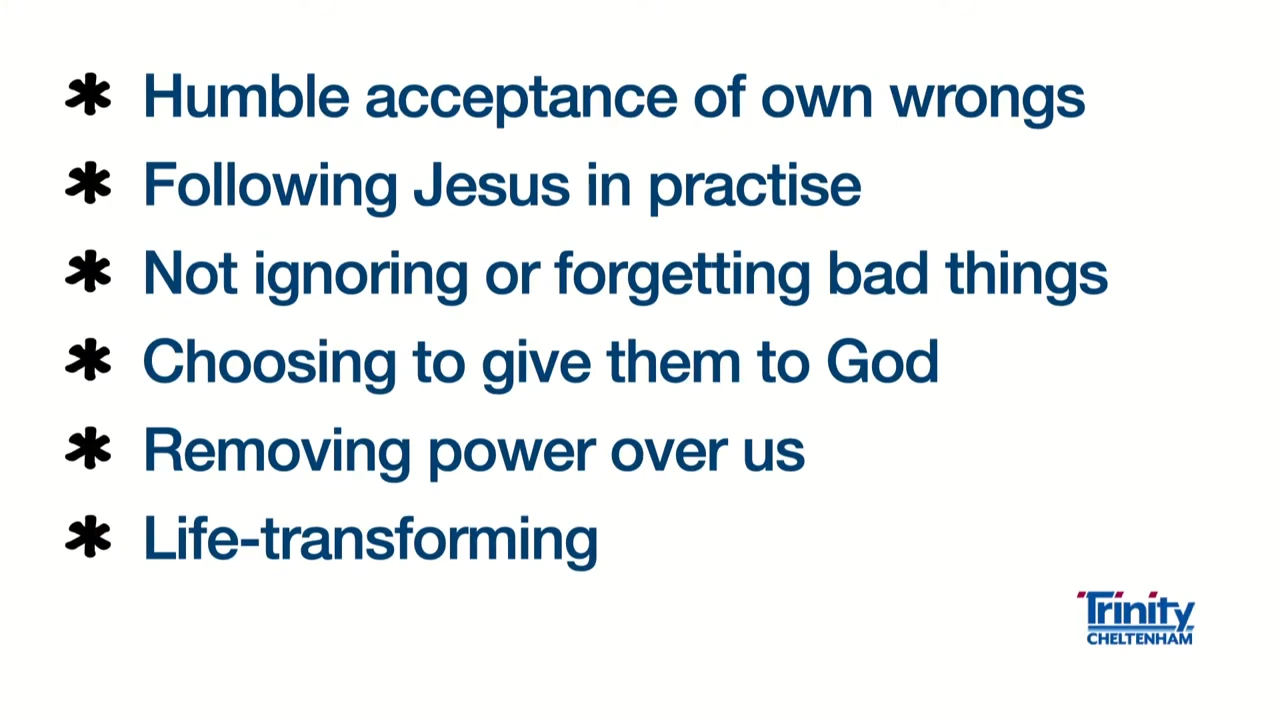 * Humble acceptance of own wrongs
* Following Jesus in practise
* Not ignoring or forgetting bad things
* Choosing to give them to God
* Removing power over us
* Life-transforming
Trinity
CHELTENHAM